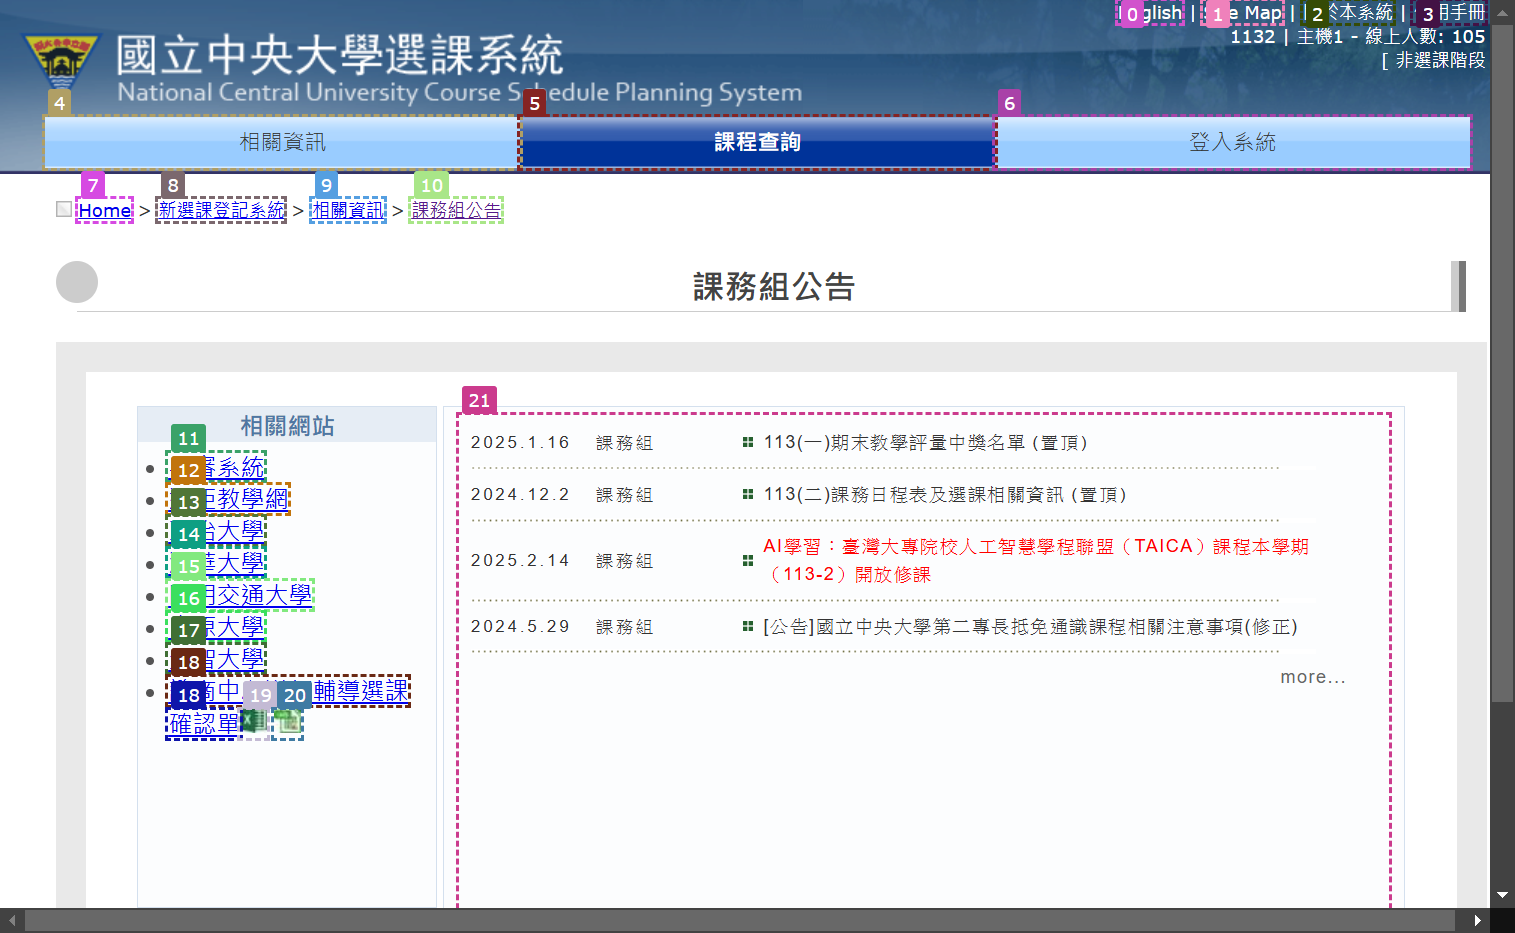 English | Site Map | 於本系統 | 用手冊
1132 | 主機1 - 線上人數: 105
[ 非選課階段
國立中央大學選課系統
National Central University Course Schedule Planning System
0
1
2
3
4
5
6
相關資訊
課程查詢
登入系統
7
8
9
10
Home > 新選課登記系統 > 相關資訊 > 課務組公告
課務組公告
相關網站
11
12
13
14
15
16
17
18
18
19
20
系統
教學網
大學
大學
交通大學
大學
大學
輔導選課
確認單
21
2025.1.16 課務組 113(一)期末教學評量中獎名單 (置頂)
2024.12.2 課務組 113(二)課務日程表及選課相關資訊 (置頂)
2025.2.14 課務組 AI學習：臺灣大專院校人工智慧學程聯盟（TAICA）課程本學期
（113-2）開放修課
2024.5.29 課務組 [公告]國立中央大學第二專長抵免通識課程相關注意事項(修正)
more...